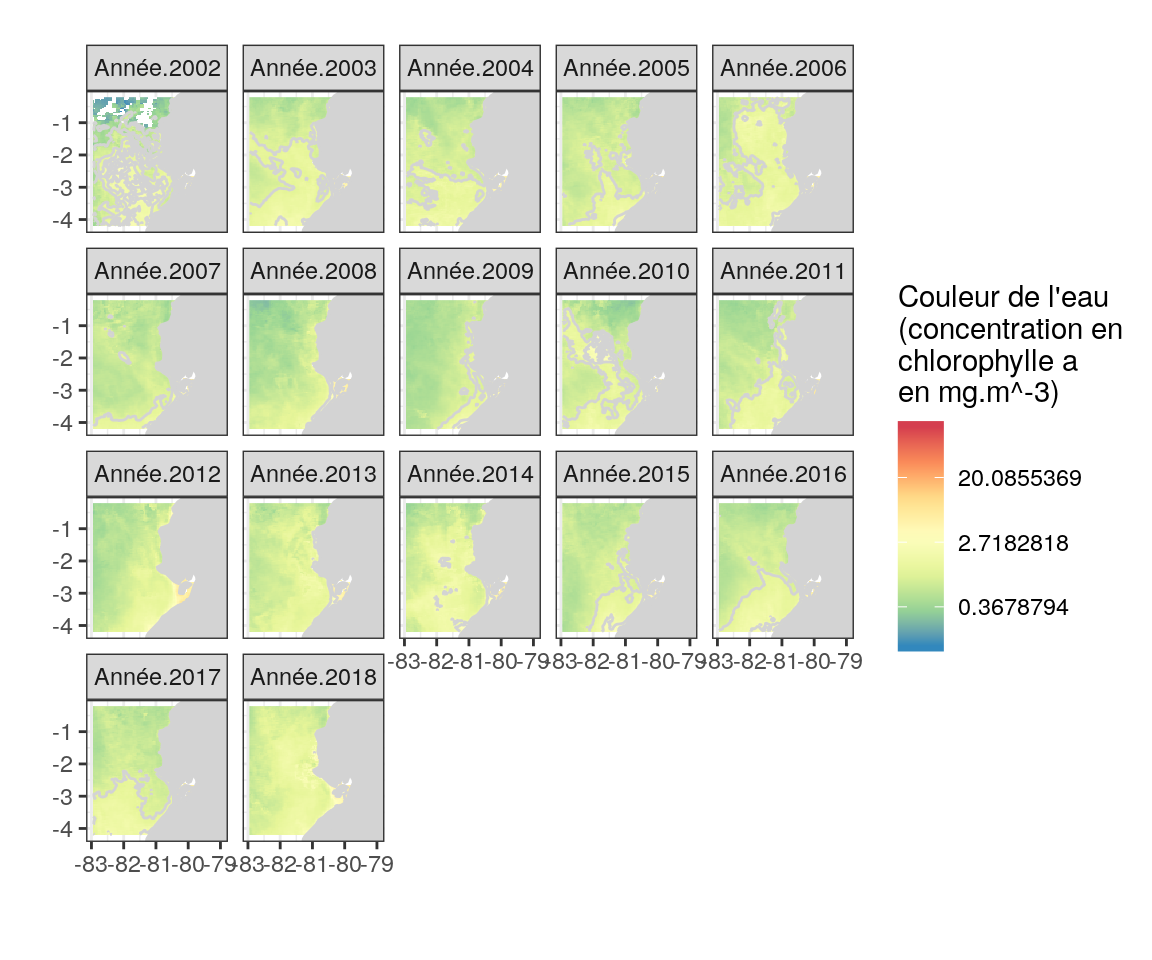 Année.2002 Année.2003 Année.2004 Année.2005 Année.2006
-1
-2
-3
-4
Année.2007 Année.2008 Année.2009 Année.2010 Année.2011
-1
-2
-3
-4
Couleur de l'eau
(concentration en
chlorophylle a
en mg.m^-3)
20.0855369
2.7182818
0.3678794
Année.2012 Année.2013 Année.2014 Année.2015 Année.2016
-1
-2
-3
-4
-83 -82 -81 -80 -79 -83 -82 -81 -80 -79 -83 -82 -81 -80 -79
Année.2017 Année.2018
-1
-2
-3
-4
-83 -82 -81 -80 -79 -83 -82 -81 -80 -79